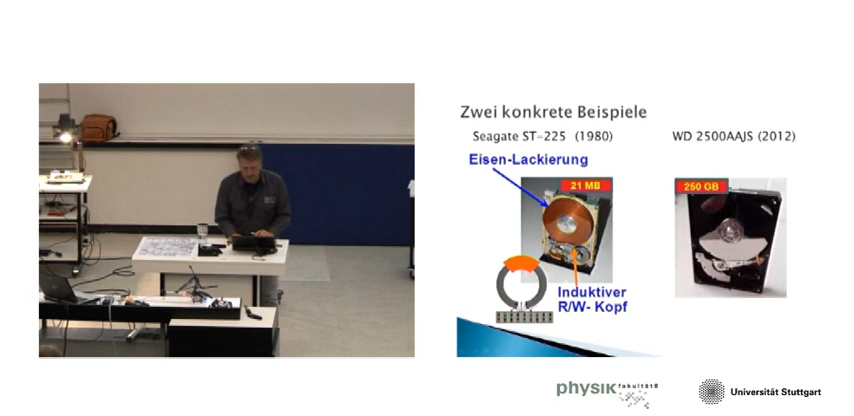 Zwei konkrete Beispiele
Seagate ST-225 (1980)
WD 2500AAJS (2012)
Eisen-Lackierung
21 MB
250 GB
Induktiver
R/W- Kopf
physik fakultät8
Universität Stuttgart